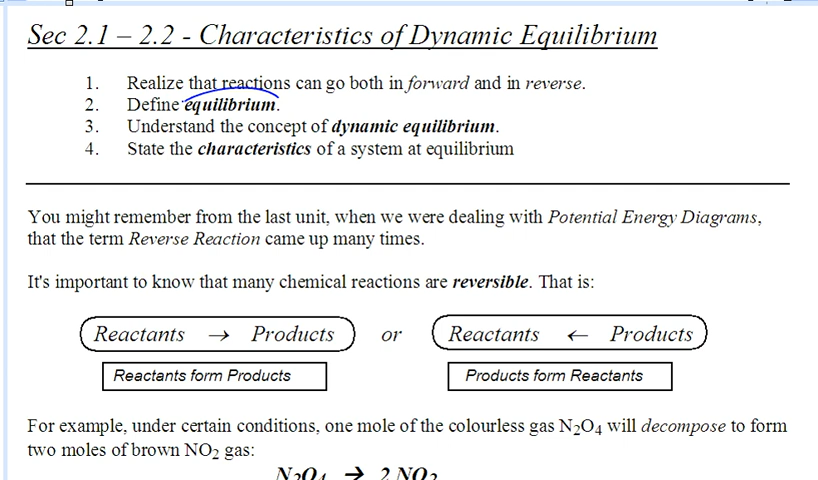 Sec 2.1 – 2.2 - Characteristics of Dynamic Equilibrium
1. Realize that reactions can go both in forward and in reverse.
2. Define equilibrium.
3. Understand the concept of dynamic equilibrium.
4. State the characteristics of a system at equilibrium
You might remember from the last unit, when we were dealing with Potential Energy Diagrams,
that the term Reverse Reaction came up many times.
It's important to know that many chemical reactions are reversible. That is:
Reactants → Products or Reactants ← Products
Reactants form Products Products form Reactants
For example, under certain conditions, one mole of the colourless gas N₂O₄ will decompose to form
two moles of brown NO₂ gas:
N₂O₄ → 2 NO₂